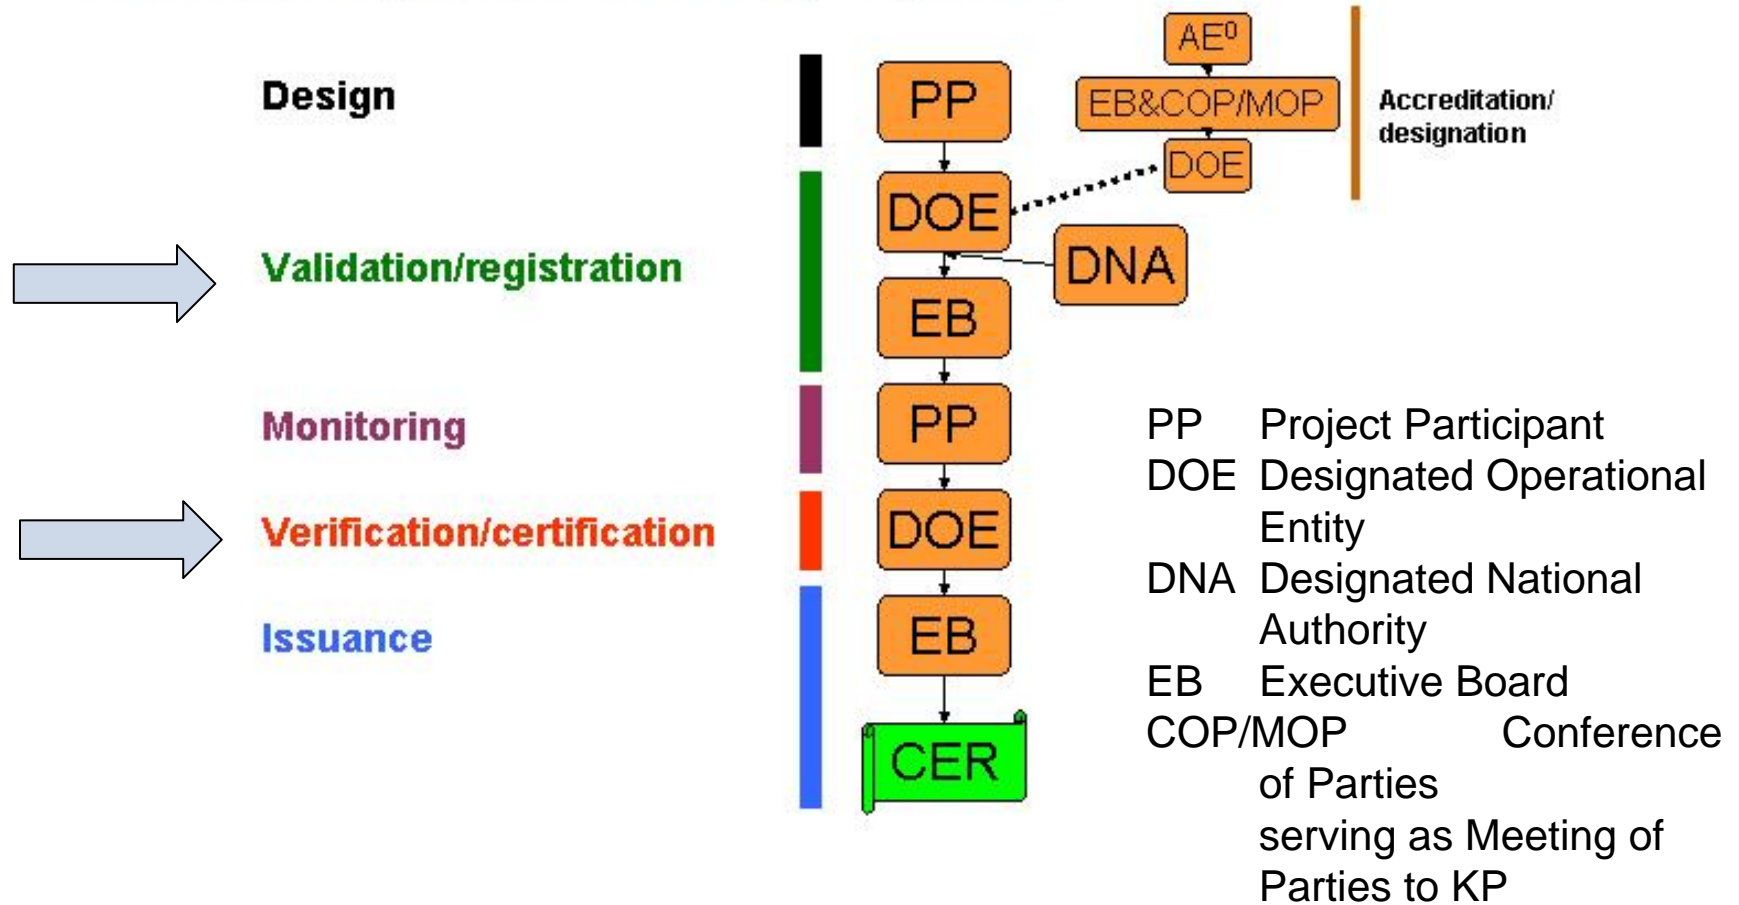 Design
PP
AE⁰
EB&COP/MOP
DOE
Accreditation/
designation
Validation/registration
DOE
DNA
EB
Monitoring
PP
Verification/certification
DOE
Issuance
EB
CER
PP Project Participant
DOE Designated Operational
Entity
DNA Designated National
Authority
EB Executive Board
COP/MOP Conference
of Parties
serving as Meeting of
Parties to KP